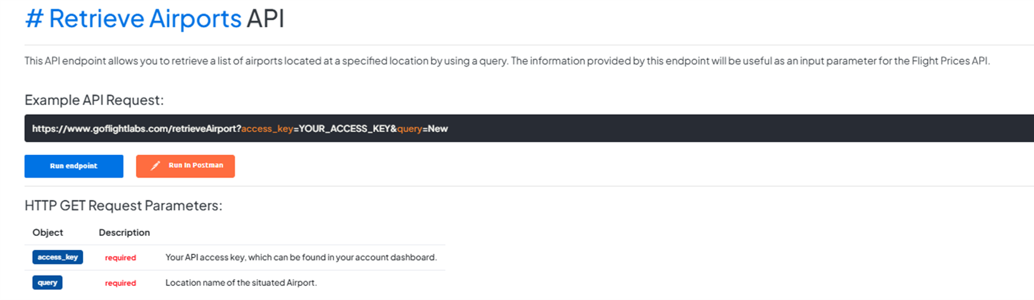 # Retrieve Airports API
This API endpoint allows you to retrieve a list of airports located at a specified location by using a query. The information provided by this endpoint will be useful as an input parameter for the Flight Prices API.
Example API Request:
https://www.goflightlabs.com/retrieveAirport?access_key=YOUR_ACCESS_KEY&query=New
Run endpoint Run In Postman
HTTP GET Request Parameters:
Object Description
access_key required Your API access key, which can be found in your account dashboard.
query required Location name of the situated Airport.